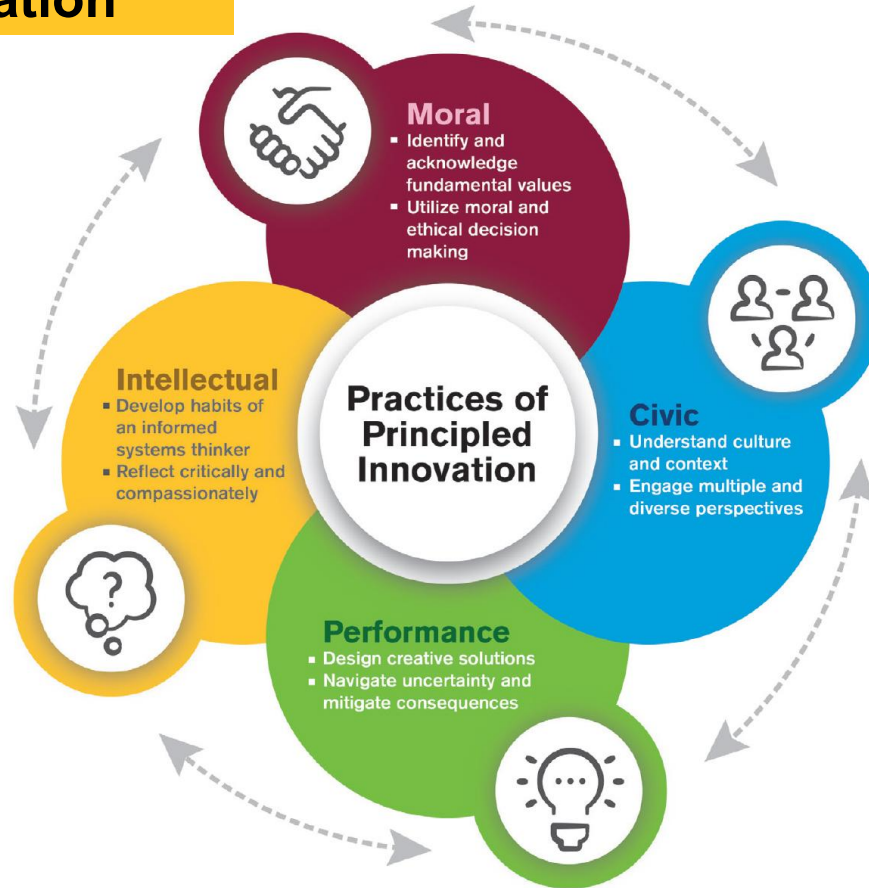 Moral
▪ Identify and
acknowledge
fundamental values
▪ Utilize moral and
ethical decision
making
Intellectual
▪ Develop habits of
an informed
systems thinker
▪ Reflect critically and
compassionately
Practices of
Principled
Innovation
Civic
▪ Understand culture
and context
▪ Engage multiple and
diverse perspectives
?
Performance
▪ Design creative solutions
▪ Navigate uncertainty and
mitigate consequences